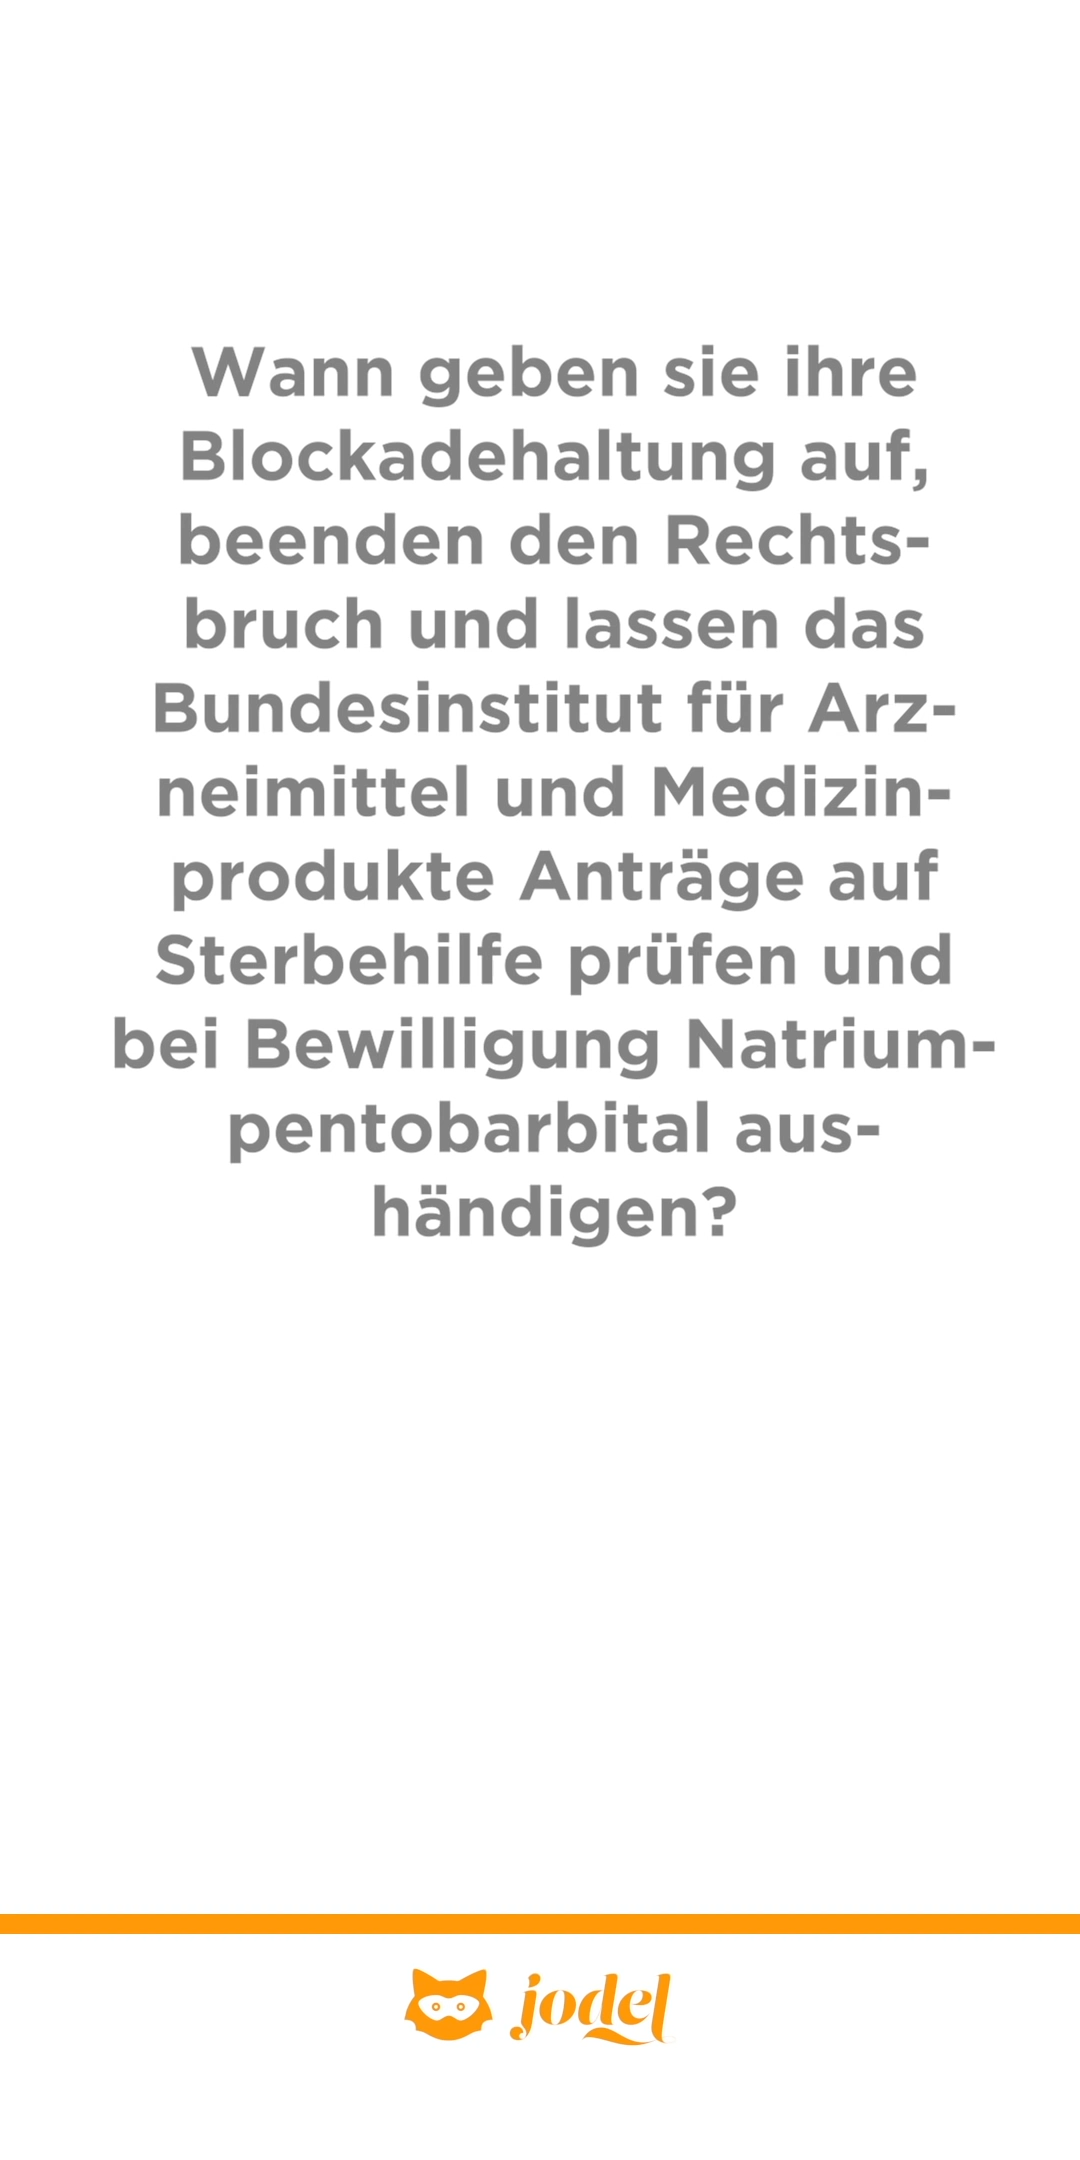 Wann geben sie ihre
Blockadehaltung auf,
beenden den Rechts-
bruch und lassen das
Bundesinstitut für Arz-
neimittel und Medizin-
produkte Anträge auf
Sterbehilfe prüfen und
bei Bewilligung Natrium-
pentobarbital aus-
händigen?
jodel